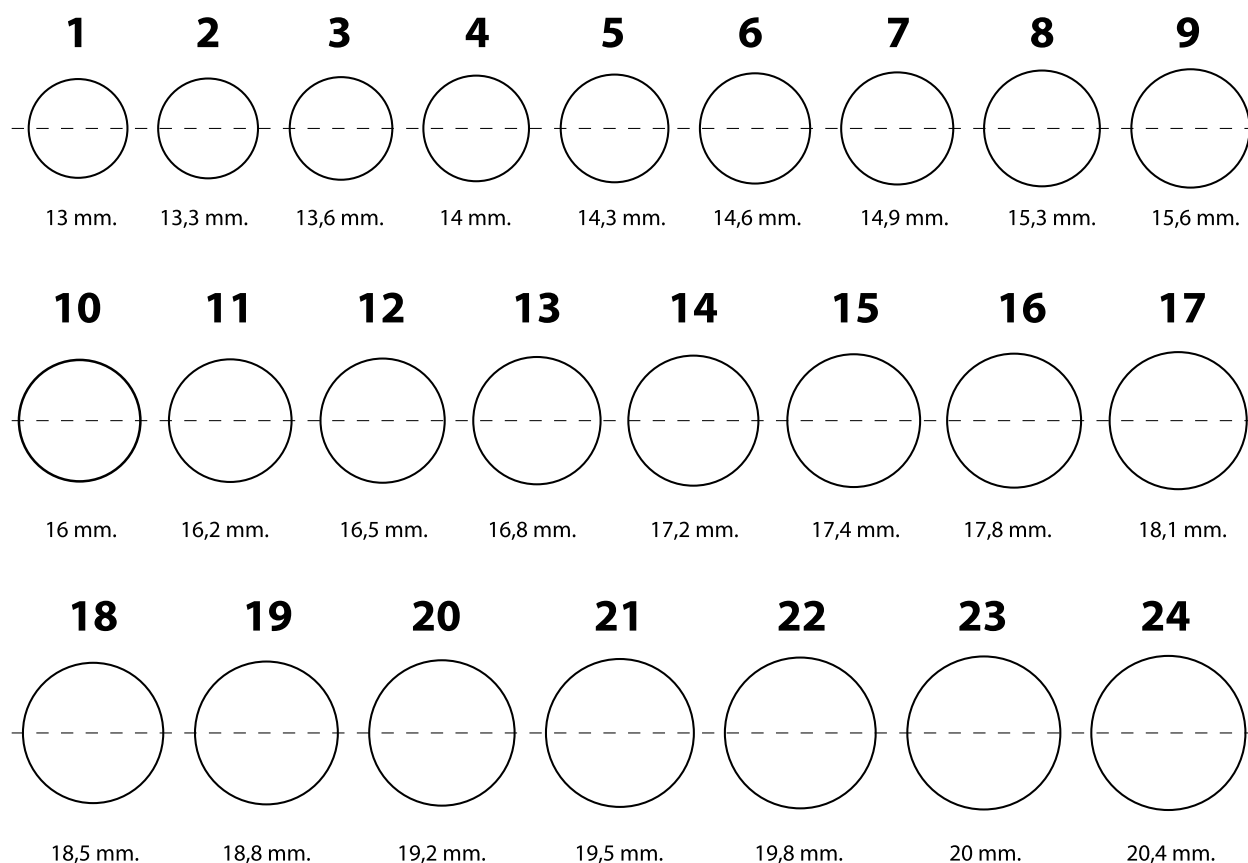 1 2 3 4 5 6 7 8 9
13 mm. 13,3 mm. 13,6 mm. 14 mm. 14,3 mm. 14,6 mm. 14,9 mm. 15,3 mm. 15,6 mm.
10 11 12 13 14 15 16 17
16 mm. 16,2 mm. 16,5 mm. 16,8 mm. 17,2 mm. 17,4 mm. 17,8 mm. 18,1 mm.
18 19 20 21 22 23 24
18,5 mm. 18,8 mm. 19,2 mm. 19,5 mm. 19,8 mm. 20 mm. 20,4 mm.